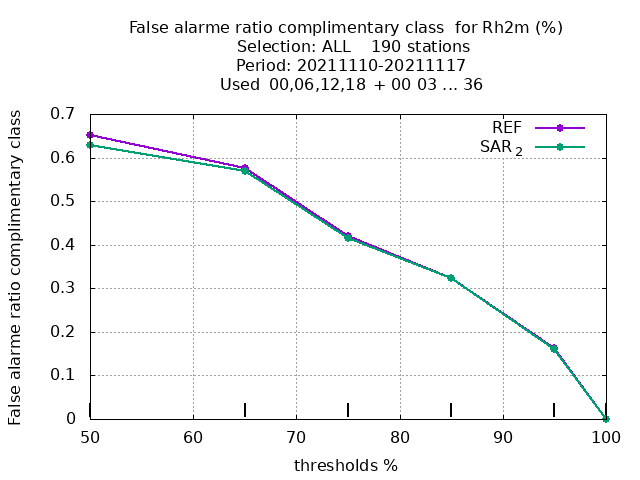 False alarme ratio complimentary class  for Rh2m (%)
Selection: ALL    190 stations
Period: 20211110-20211117
Used  00,06,12,18  + 00 03 ... 36
False alarme ratio complimentary class
0.7
0.6
0.5
0.4
0.3
0.2
0.1
0
REF
SAR 2
50 60 70 80 90 100
thresholds %